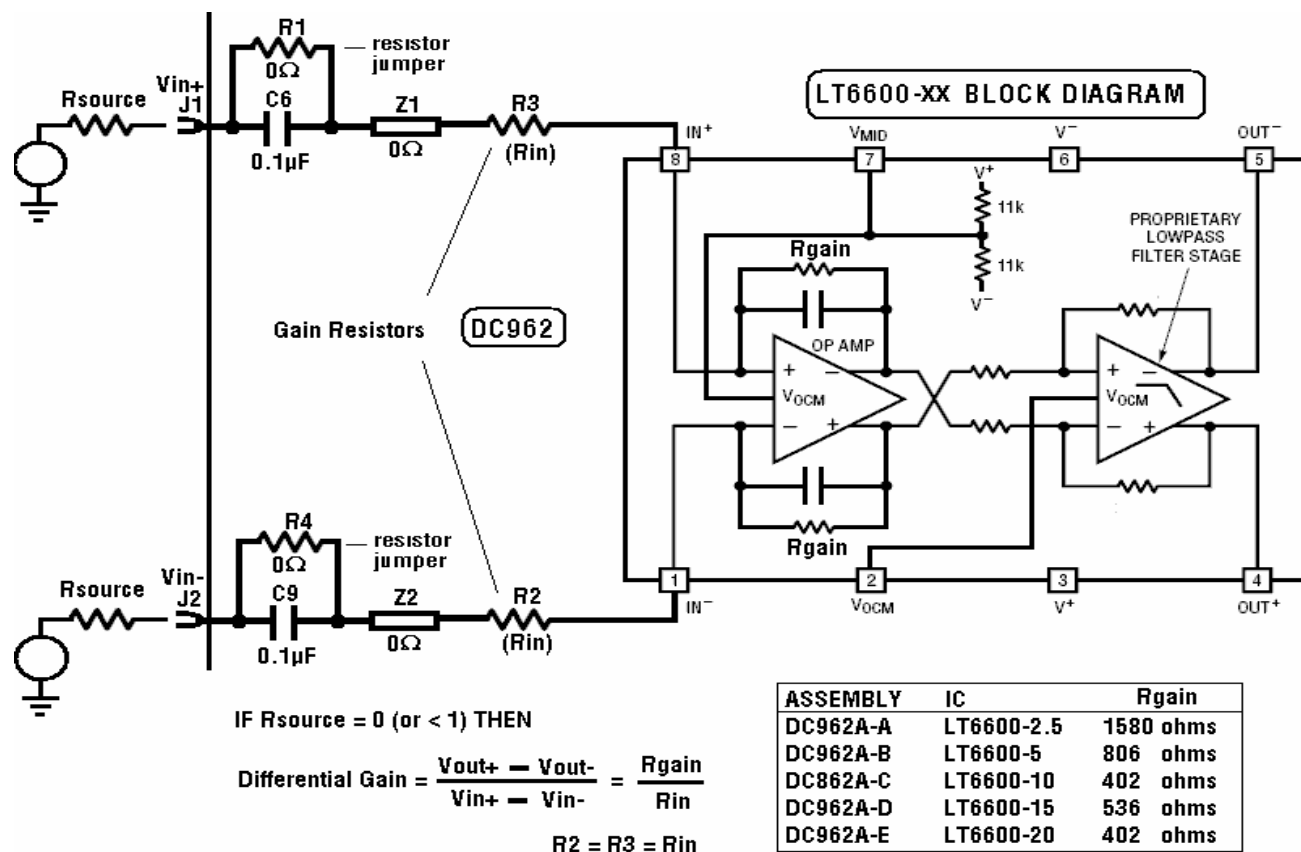 R1
resistor
jumper
0Ω
Vin+
J1
Rsource
C6
0.1µF
Z1
0Ω
R3
(Rin)
LT6600-XX BLOCK DIAGRAM
IN+
VMID
V−
OUT−
8
7
6
5
V+
11k
11k
V−
PROPRIETARY
LOWPASS
FILTER STAGE
Rgain
Gain Resistors
DC962
OP AMP
+
−
VOCM
−
+
+
−
VOCM
−
+
Rgain
R4
resistor
jumper
0Ω
Vin-
J2
Rsource
C9
0.1µF
Z2
0Ω
R2
(Rin)
1
2
3
4
IN−
VOCM
V+
OUT+
IF Rsource = 0 (or < 1) THEN
Differential Gain = Vout+ − Vout- / Vin+ − Vin- = Rgain / Rin
R2 = R3 = Rin
ASSEMBLY IC Rgain
DC962A-A LT6600-2.5 1580 ohms
DC962A-B LT6600-5 806 ohms
DC862A-C LT6600-10 402 ohms
DC962A-D LT6600-15 536 ohms
DC962A-E LT6600-20 402 ohms